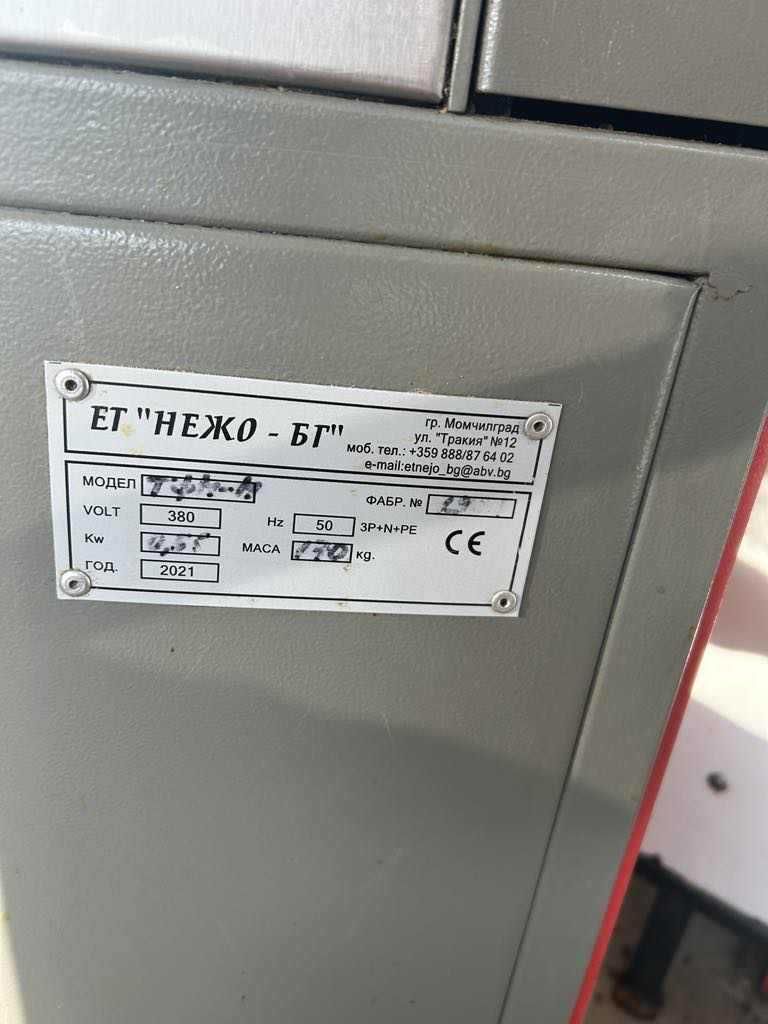 ЕТ "НЕЖО - БГ"
гр. Момчилград
ул. "Тракия" №12
моб. тел.: +359 888/87 64 02
e-mail:etnejo_bg@abv.bg
МОДЕЛ
ФАБР. №
VOLT 380 Hz 50 3P+N+PE
Kw МАСА kg. CE
ГОД. 2021